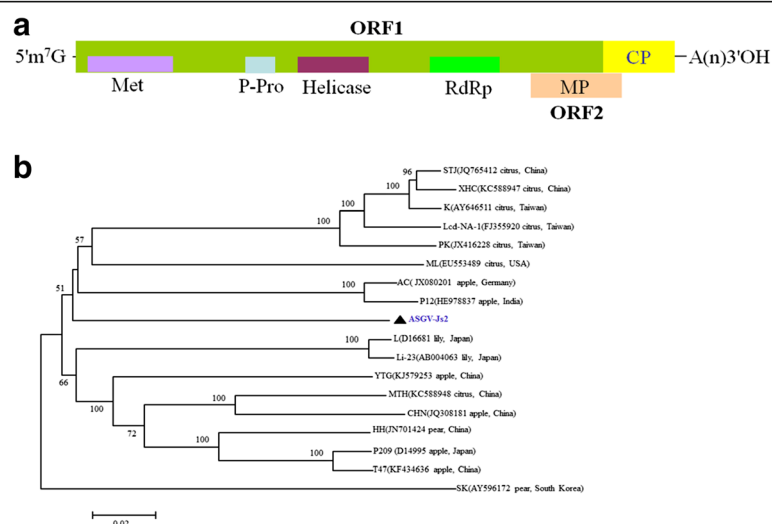 a
ORF1
5'm7G
CP
A(n)3'OH
Met
P-Pro
Helicase
RdRp
MP
ORF2
b
96
STJ(JQ765412 citrus, China)
100
XHC(KC588947 citrus, China)
100
K(AY646511 citrus, Taiwan)
100
Lcd-NA-1(FJ355920 citrus, Taiwan)
PK(JX416228 citrus, Taiwan)
57
ML(EU553489 citrus, USA)
51
100
AC( JX080201 apple, Germany)
P12(HE978837 apple, India)
ASGV-Js2
100
L(D16681 lily, Japan)
Li-23(AB004063 lily, Japan)
66
YTG(KJ579253 apple, China)
100
100
MTH(KC588948 citrus, China)
CHN(JQ308181 apple, China)
72
HH(JN701424 pear, China)
100
100
P209 (D14995 apple, Japan)
T47(KF434636 apple, China)
SK(AY596172 pear, South Korea)
0.02